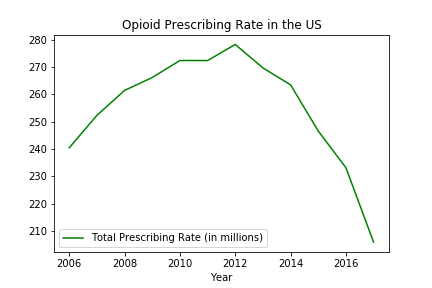 Opioid Prescribing Rate in the US
280
270
260
250
240
230
220
210
Total Prescribing Rate (in millions)
2006 2008 2010 2012 2014 2016
Year